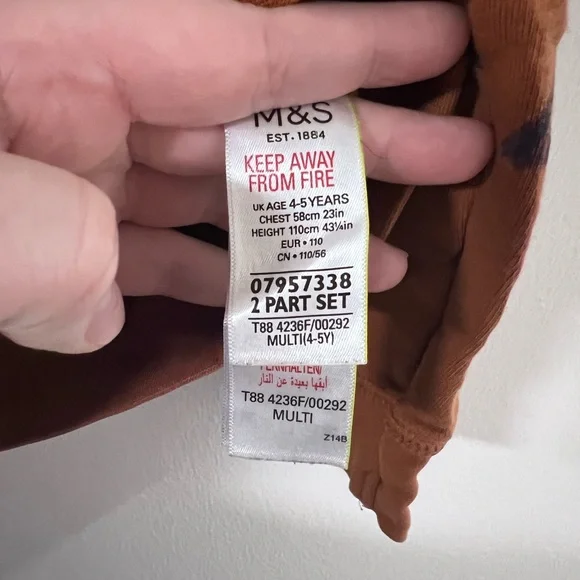 M&S
EST. 1884
KEEP AWAY
FROM FIRE
UK AGE 4-5 YEARS
CHEST 58cm 23in
HEIGHT 110cm 43¼in
EUR • 110
CN • 110/56
07957338
2 PART SET
T88 4236F/00292
MULTI(4-5Y)
FERNHALTEN!
أبقها بعيدة عن النار
T88 4236F/00292
MULTI
Z14B